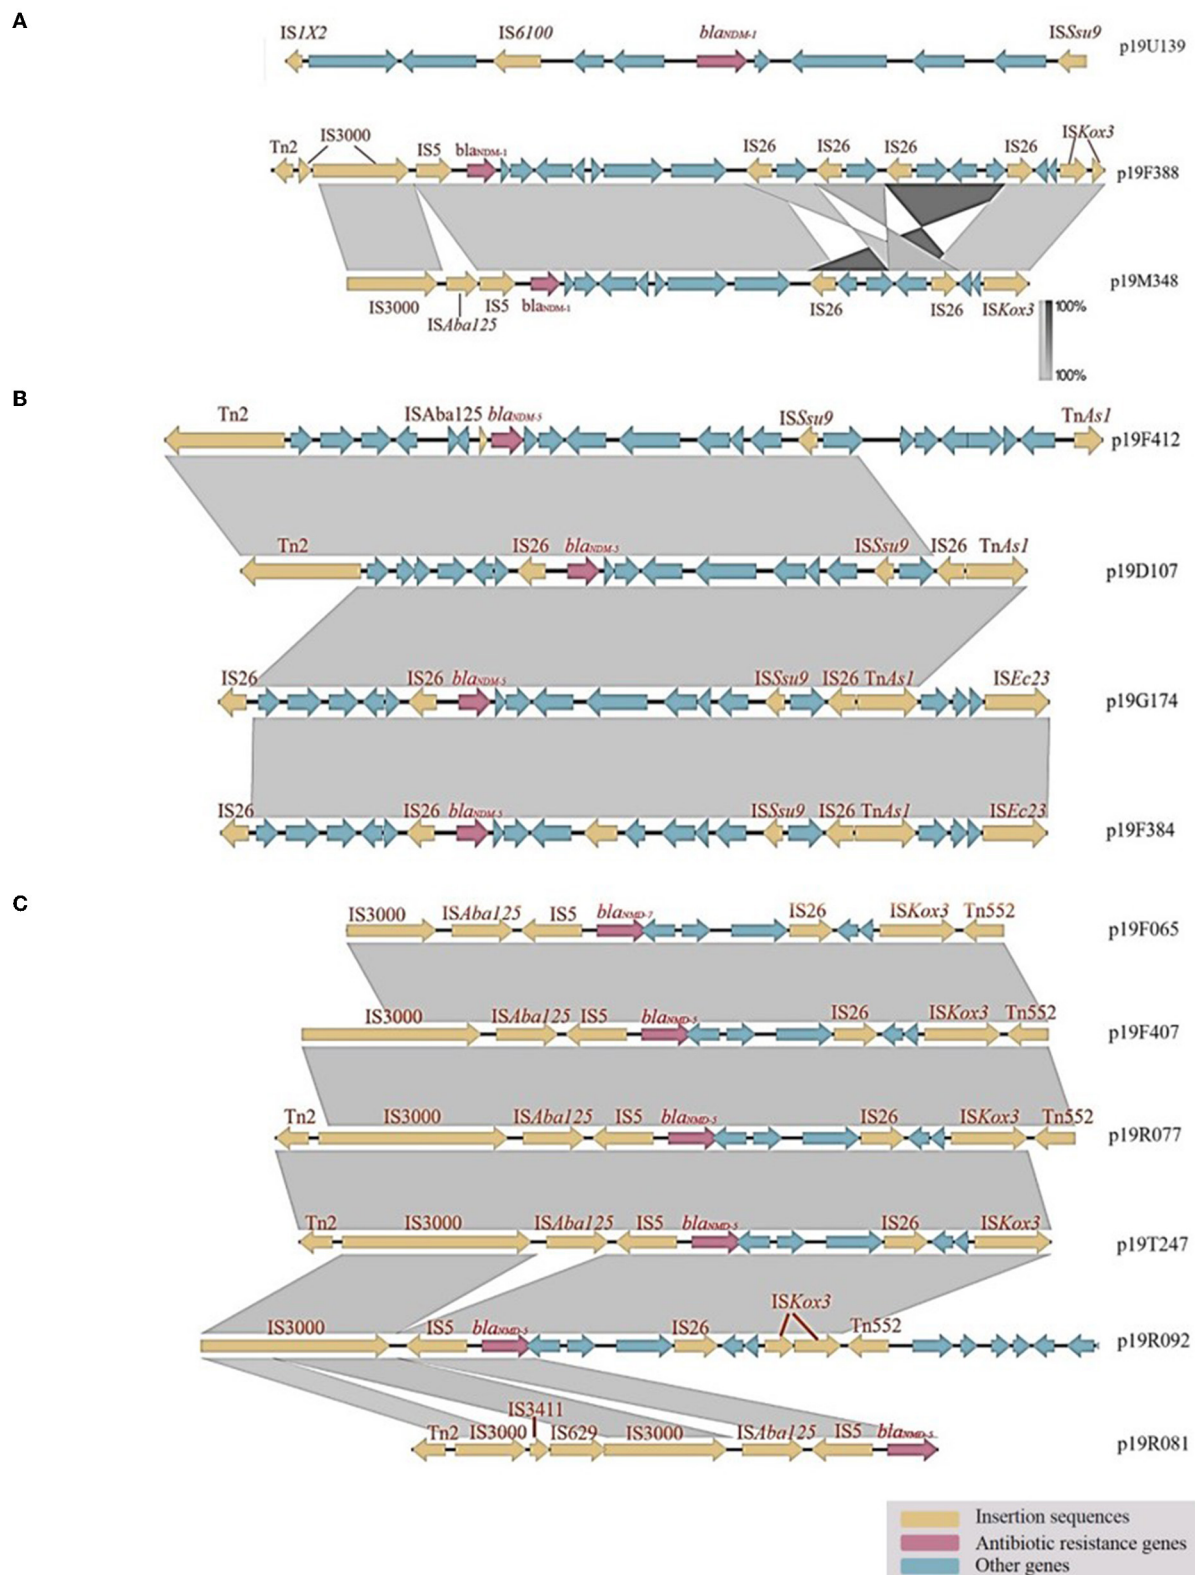 A
IS1X2 IS6100 blaNDM-1 ISSsu9 p19U139
Tn2 IS3000 IS5 blaNDM-1 IS26 IS26 IS26 IS26 ISKox3 p19F388
IS3000 ISAba125 IS5 blaNDM-1 IS26 IS26 ISKox3 p19M348
100%
100%
B
Tn2 ISAba125 blaNDM-5 ISSsu9 TnAs1 p19F412
Tn2 IS26 blaNDM-5 ISSsu9 IS26 TnAs1 p19D107
IS26 IS26 blaNDM-5 ISSsu9 IS26 TnAs1 ISEc23 p19G174
IS26 IS26 blaNDM-5 ISSsu9 IS26 TnAs1 ISEc23 p19F384
C
IS3000 ISAba125 IS5 blaNMD-7 IS26 ISKox3 Tn552 p19F065
IS3000 ISAba125 IS5 blaNMD-5 IS26 ISKox3 Tn552 p19F407
Tn2 IS3000 ISAba125 IS5 blaNMD-5 IS26 ISKox3 Tn552 p19R077
Tn2 IS3000 ISAba125 IS5 blaNMD-5 IS26 ISKox3 p19T247
IS3000 IS5 blaNMD-5 IS26 ISKox3 Tn552 p19R092
Tn2 IS3000 IS3411 IS629 IS3000 ISAba125 IS5 blaNMD-5 p19R081
Insertion sequences
Antibiotic resistance genes
Other genes